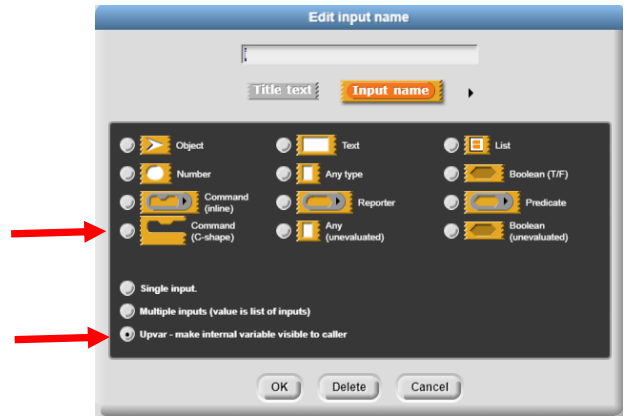 Edit input name
Title text Input name
Object Text List
Number Any type Boolean (T/F)
Command (inline) Reporter Predicate
Command (C-shape) Any (unevaluated) Boolean (unevaluated)
Single input.
Multiple inputs (value is list of inputs)
Upvar - make internal variable visible to caller
OK Delete Cancel